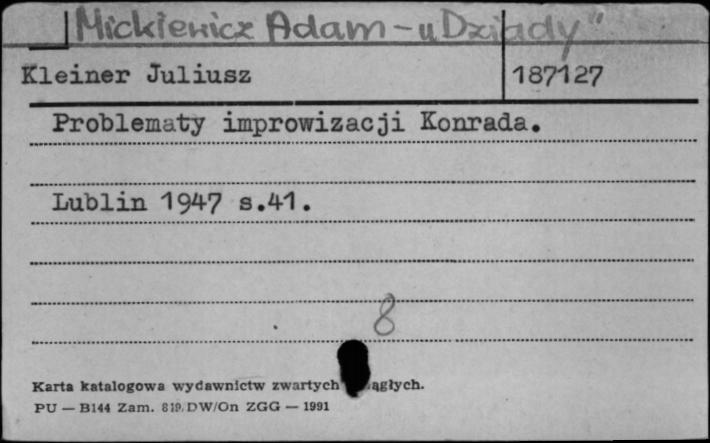 Mickiewicz Adam - „Dziady"
Kleiner Juliusz 187127
Problematy improwizacji Konrada.
Lublin 1947 s.41.
8
Karta katalogowa wydawnictw zwartych ągłych.
PU — B144 Zam. 819. DW/On ZGG — 1991